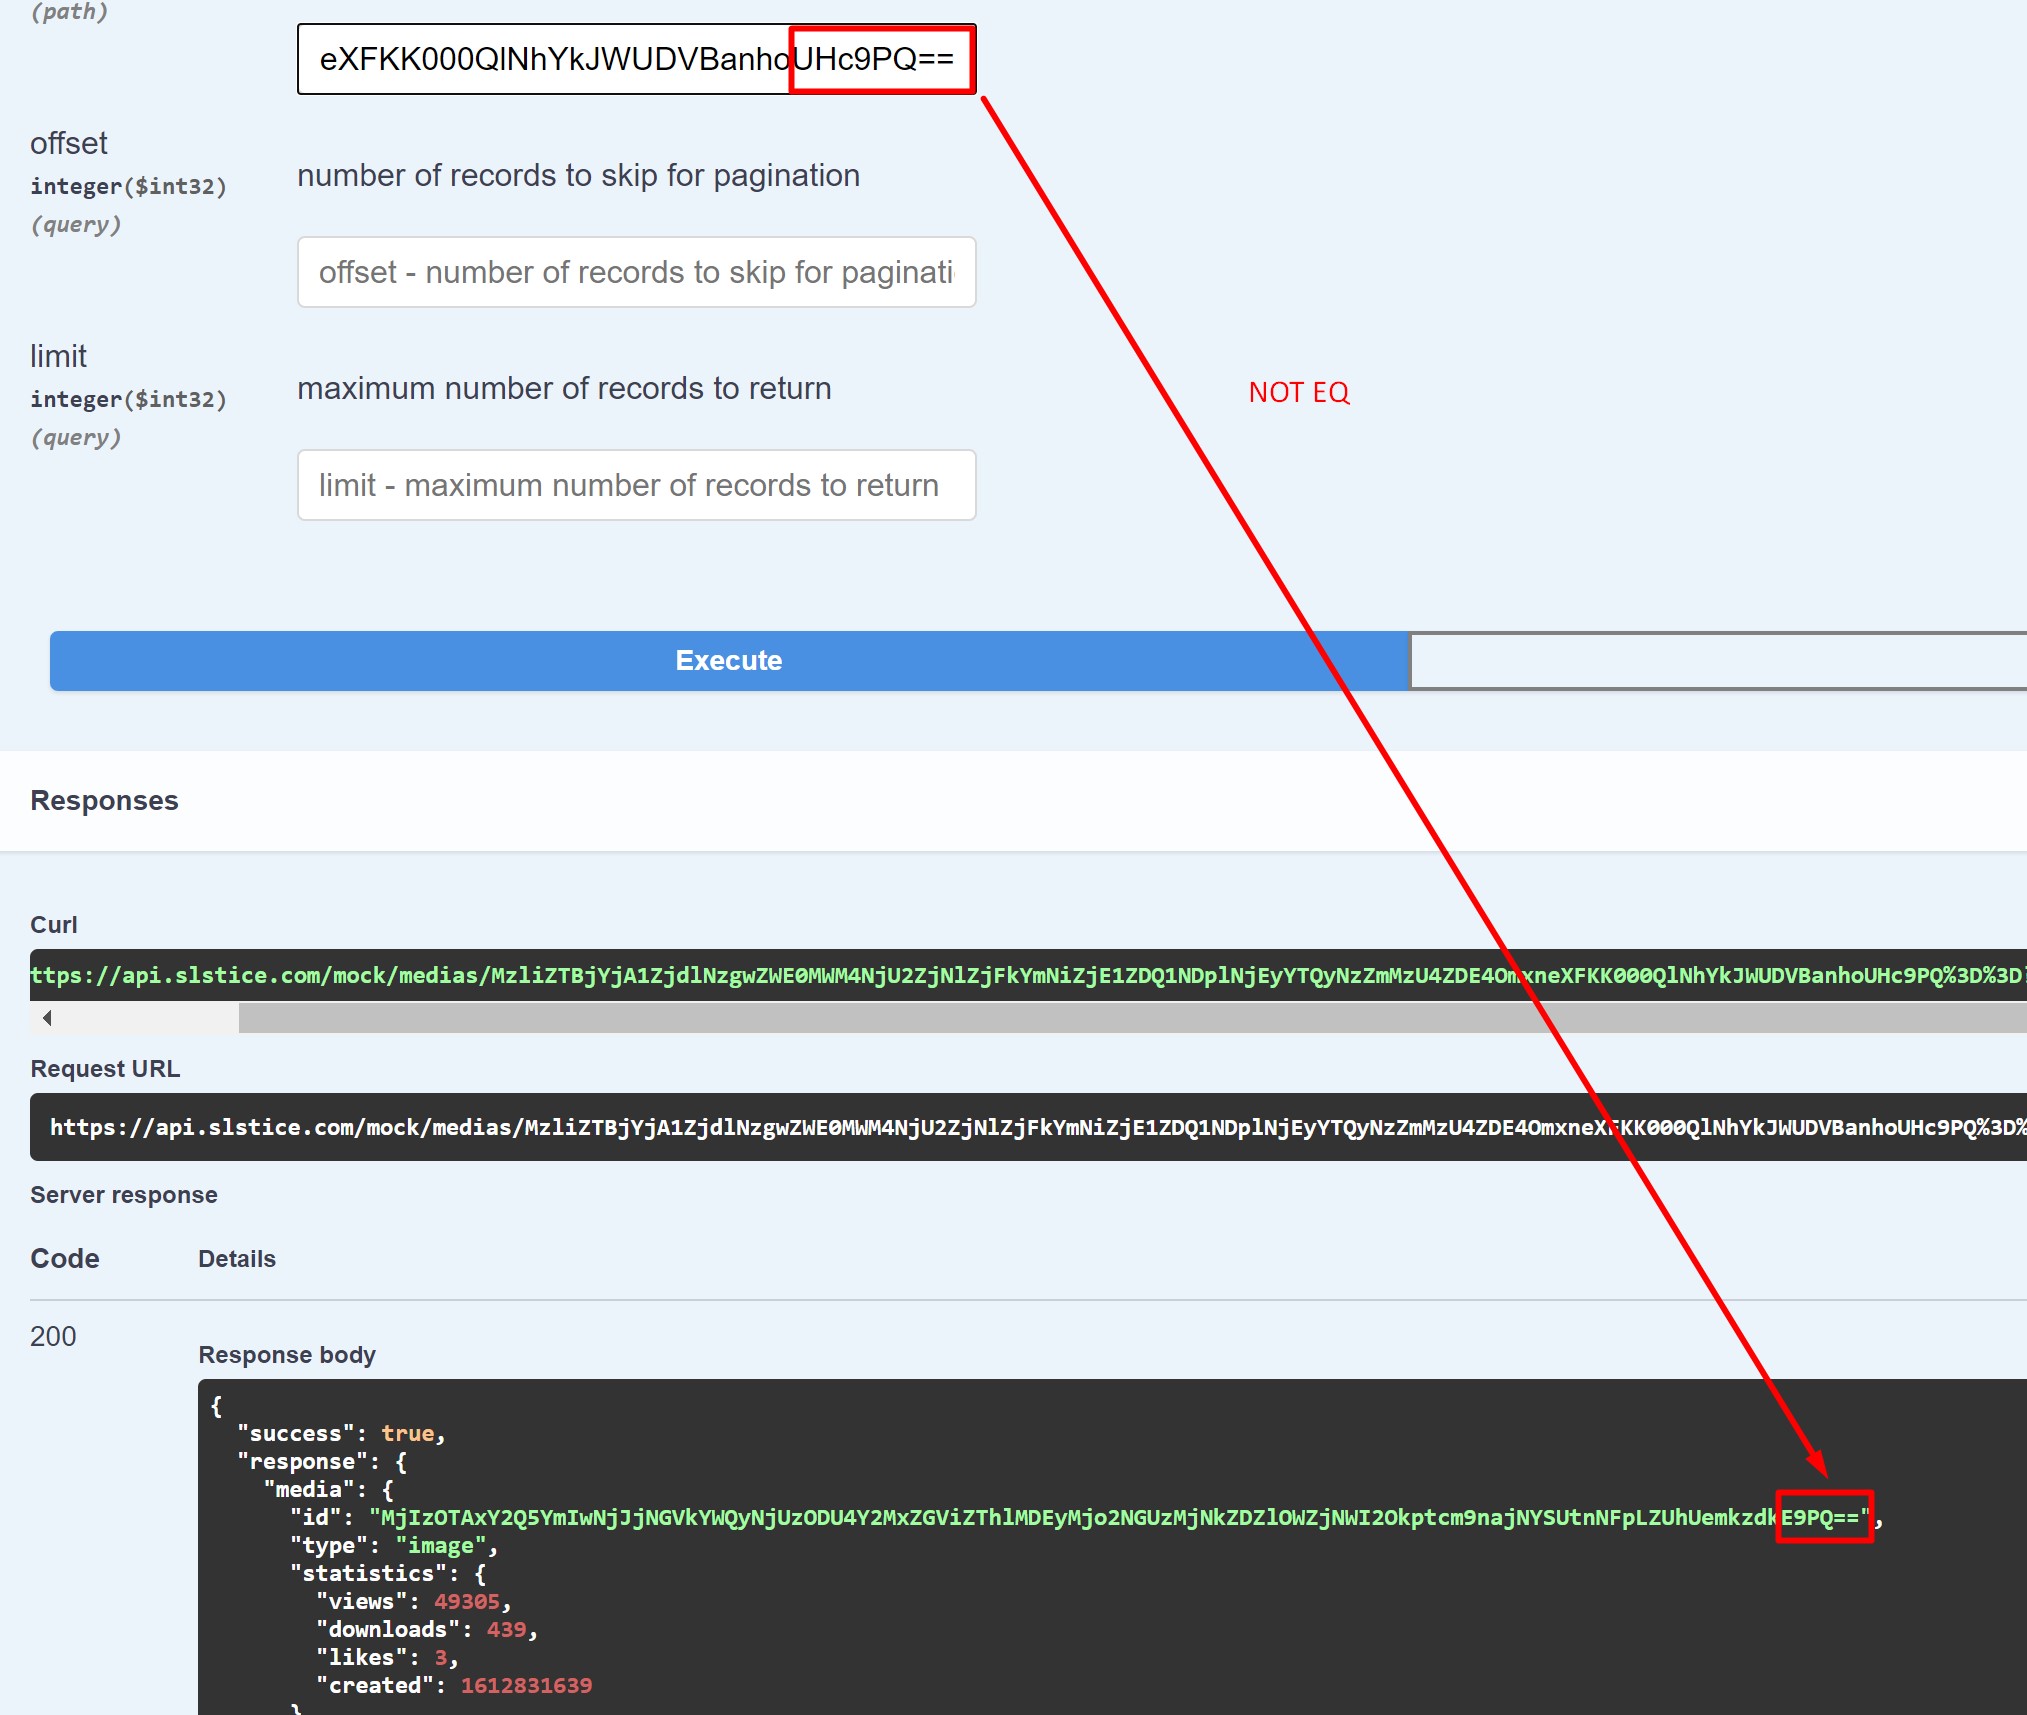 (path)
eXFKK000QlNhYkJWUDVBanhoUHc9PQ==
offset
number of records to skip for pagination
integer($int32)
(query)
offset - number of records to skip for paginati
limit
maximum number of records to return
integer($int32)
NOT EQ
(query)
limit - maximum number of records to return
Execute
Responses
Curl
ttps://api.slstice.com/mock/medias/MzliZTBjYjA1ZjdlNzgwZWE0MWM4NjU2ZjNlZjFkYmNiZjE1ZDQ1NDplNjEyYTQyNzZmMzU4ZDE4OmxneXFKK000QlNhYkJWUDVBanhoUHc9PQ%3D%3D
Request URL
https://api.slstice.com/mock/medias/MzliZTBjYjA1ZjdlNzgwZWE0MWM4NjU2ZjNlZjFkYmNiZjE1ZDQ1NDplNjEyYTQyNzZmMzU4ZDE4OmxneXFKK000QlNhYkJWUDVBanhoUHc9PQ%3D%
Server response
Code Details
200
Response body
{
"success": true,
"response": {
"media": {
"id": "MjIzOTAxY2Q5YmIwNjJjNGVkYWQyNjUzODU4Y2MxZGViZThlMDEyMjo2NGUzMjNkZDZlOWZjNWI2Okptcm9najNYSUtnNFpLZUhUemkzdkE9PQ==",
"type": "image",
"statistics": {
"views": 49305,
"downloads": 439,
"likes": 3,
"created": 1612831639
}